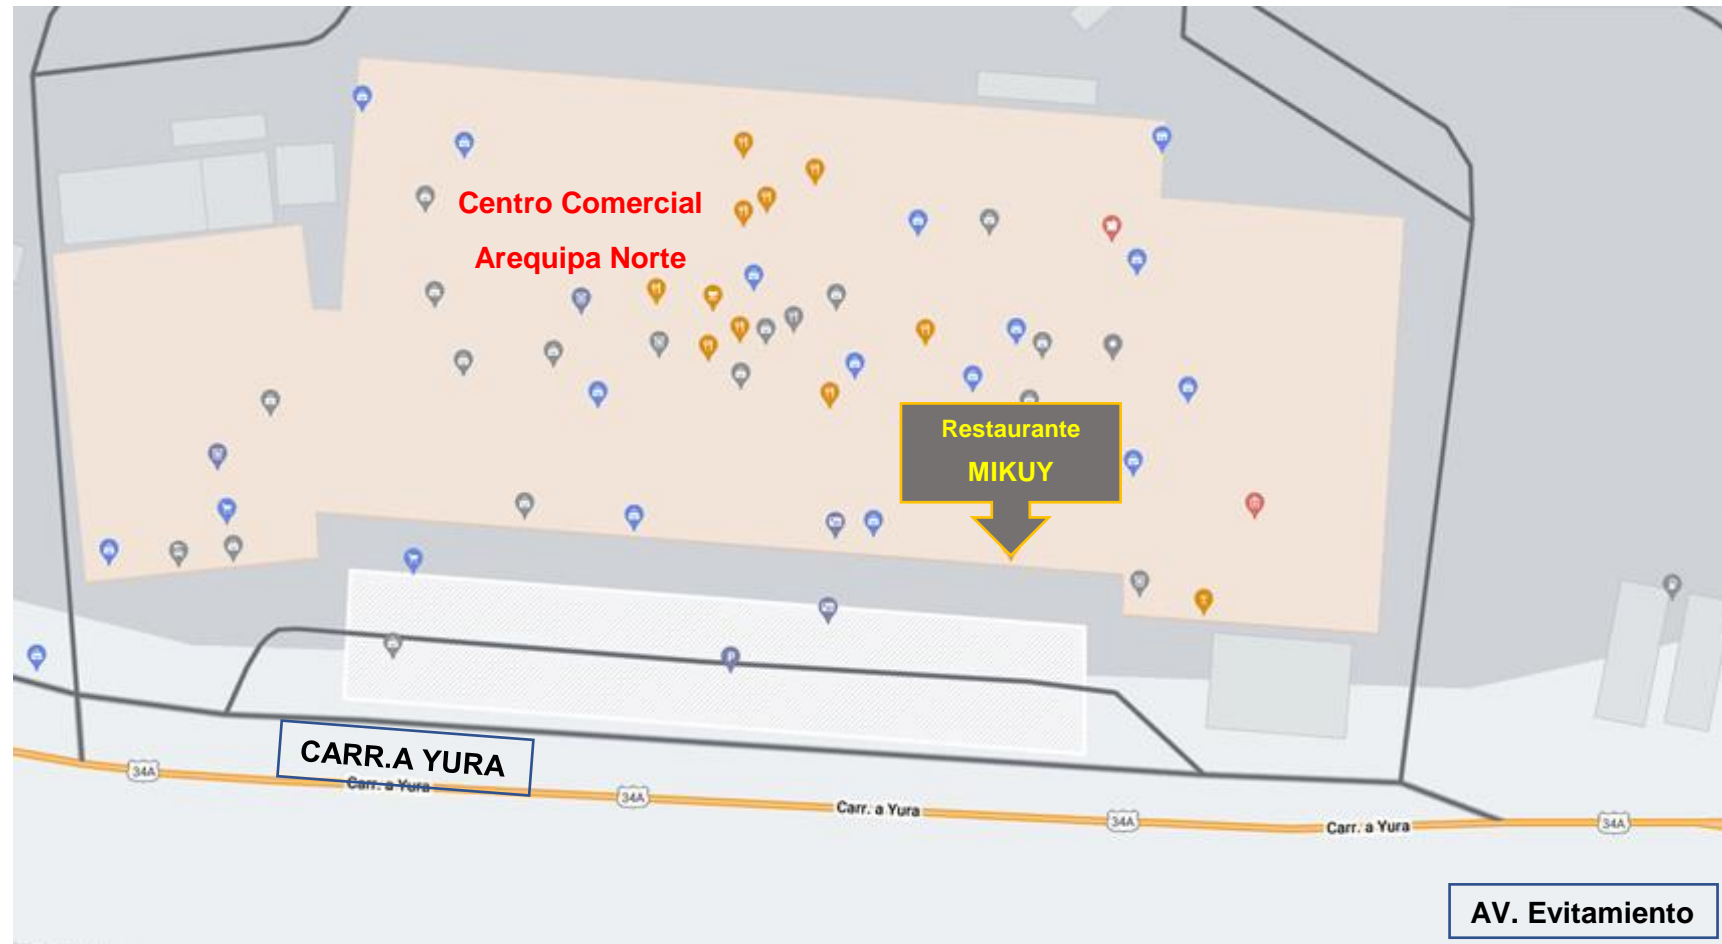 Centro Comercial
Arequipa Norte
Restaurante
MIKUY
CARR.A YURA
34A
Carr. a Yura
34A
Carr. a Yura
34A
Carr. a Yura
34A
AV. Evitamiento